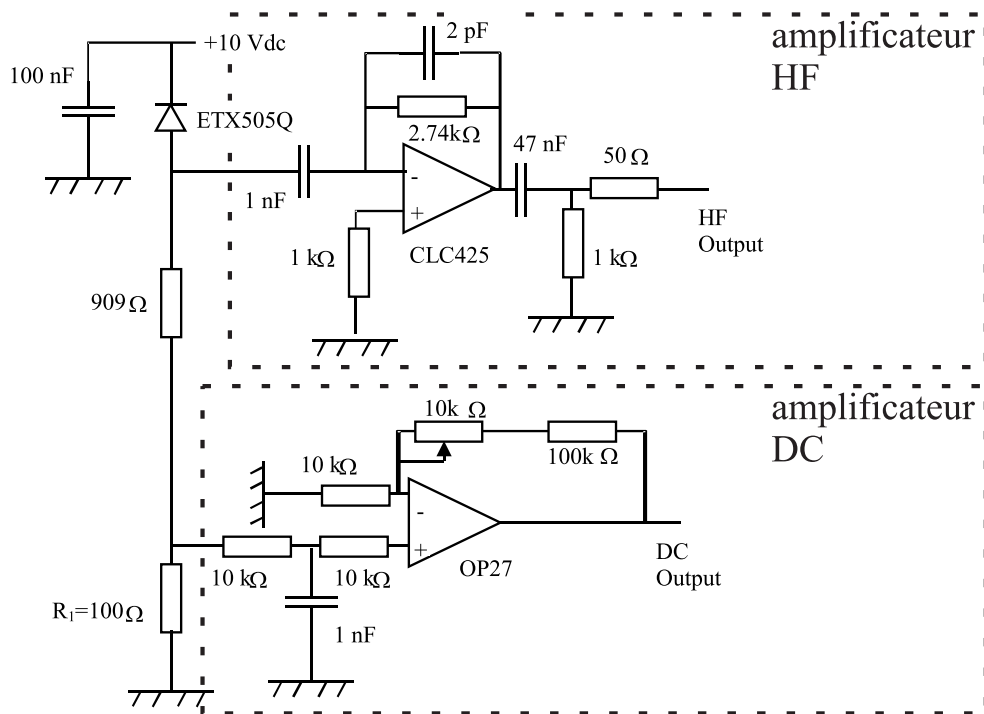 amplificateur
HF
+10 Vdc
100 nF
ETX505Q
2 pF
2.74kΩ
1 nF
-
+
1 kΩ
CLC425
47 nF
50 Ω
HF
Output
1 kΩ
909Ω
amplificateur
DC
10k Ω
100k Ω
10 kΩ
-
+
OP27
10 kΩ
10 kΩ
DC
Output
R₁=100Ω
1 nF